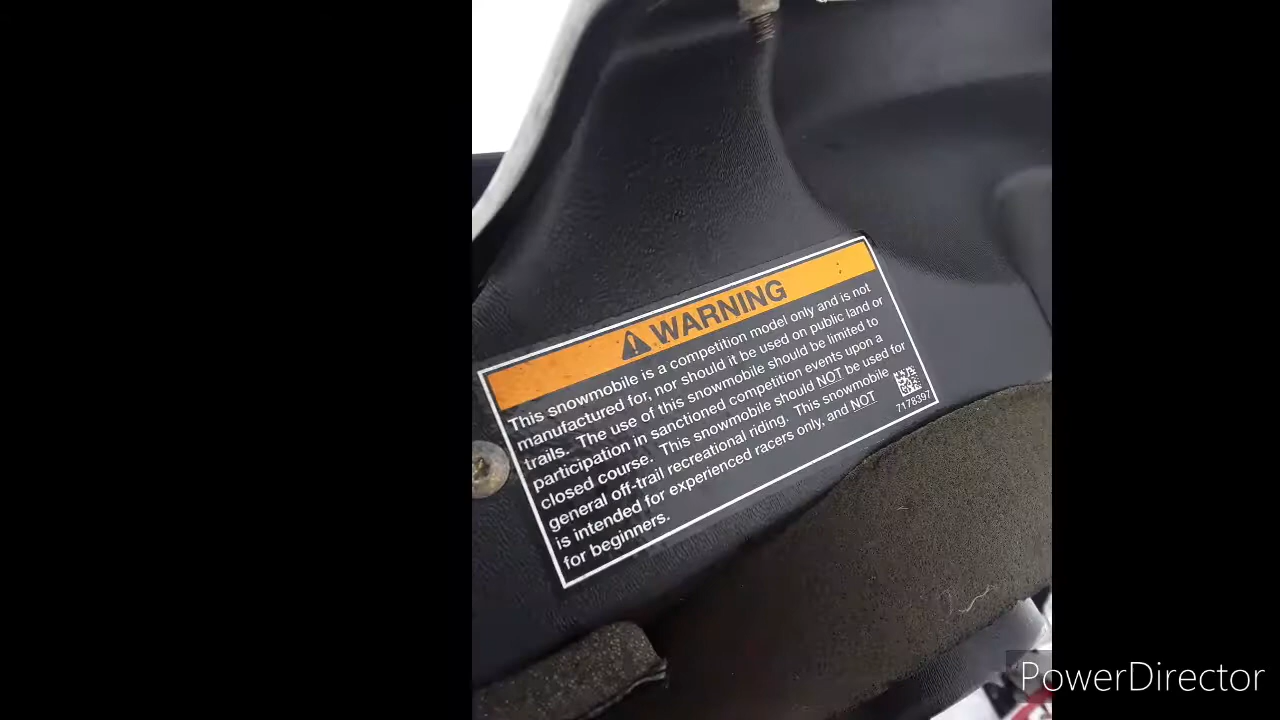 WARNING
This snowmobile is a competition model only and is not
manufactured for, nor should it be used on public land or
trails. The use of this snowmobile should be limited to
participation in sanctioned competition events upon a
closed course. This snowmobile should NOT be used for
general off-trail recreational riding. This snowmobile
is intended for experienced racers only, and NOT
for beginners.
7178397
PowerDirector